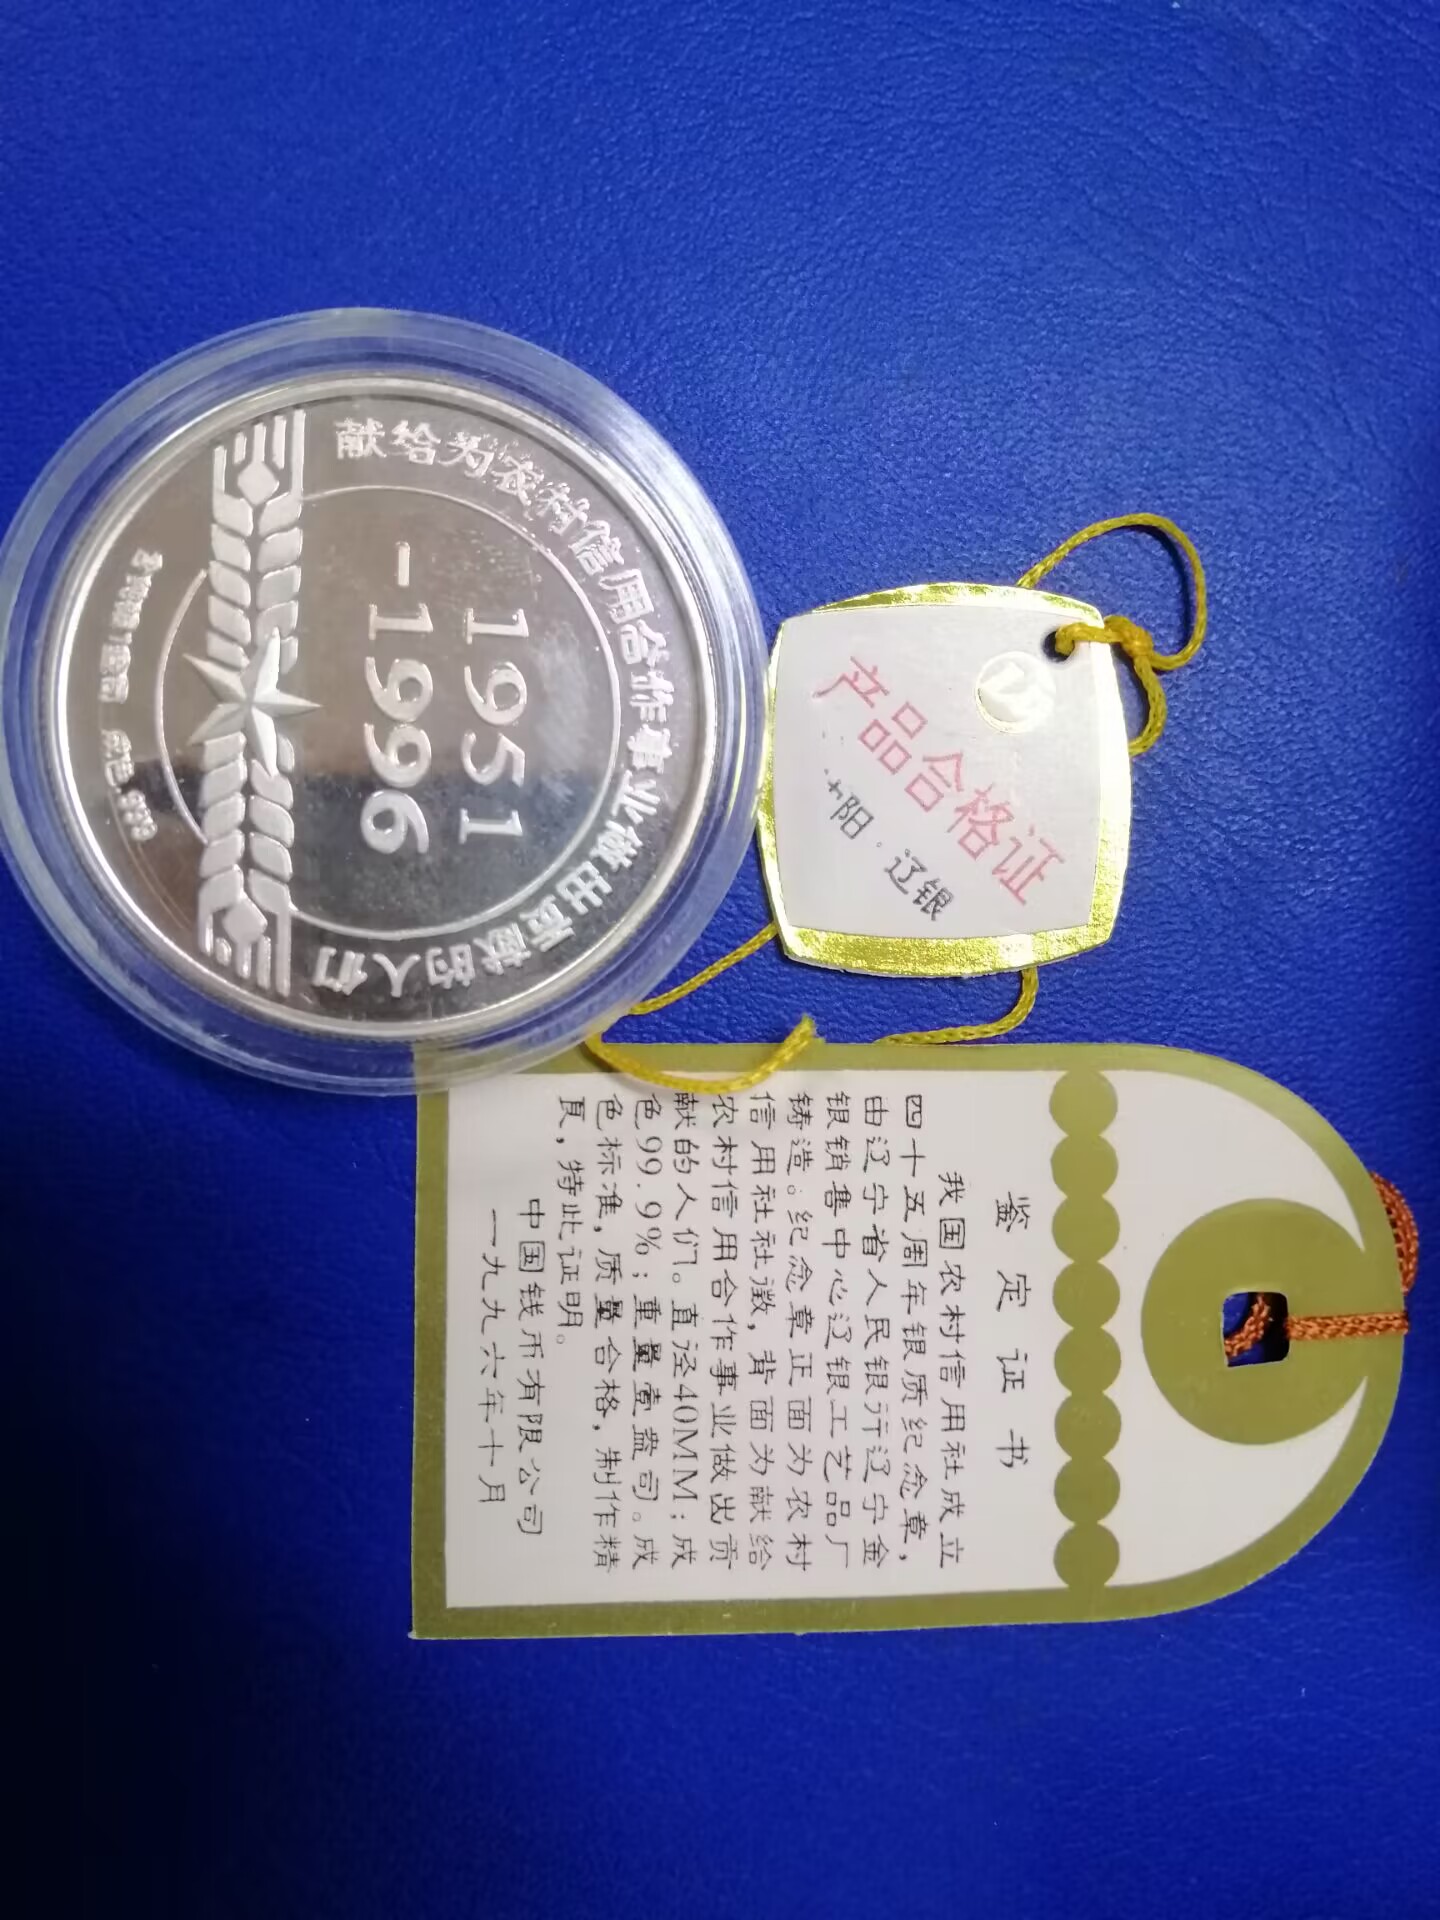 献给为农村信用合作事业做出贡献的人们
1951
-1996
成色.999
产品合格证
阳·辽银
鉴定证书
我国农村信用社成立
四十五周年银质纪念章，
由辽宁省人民银行辽宁金
银销售中心辽银工艺品厂
铸造。纪念章正面为农村
信用社社徽，背面为献给
农村信用合作事业做出贡
献的人们。直径40MM；成
色99.9%；重量壹盎司。成
色标准，质量合格，制作精
良，特此证明。
中国钱币有限公司
一九九六年十月